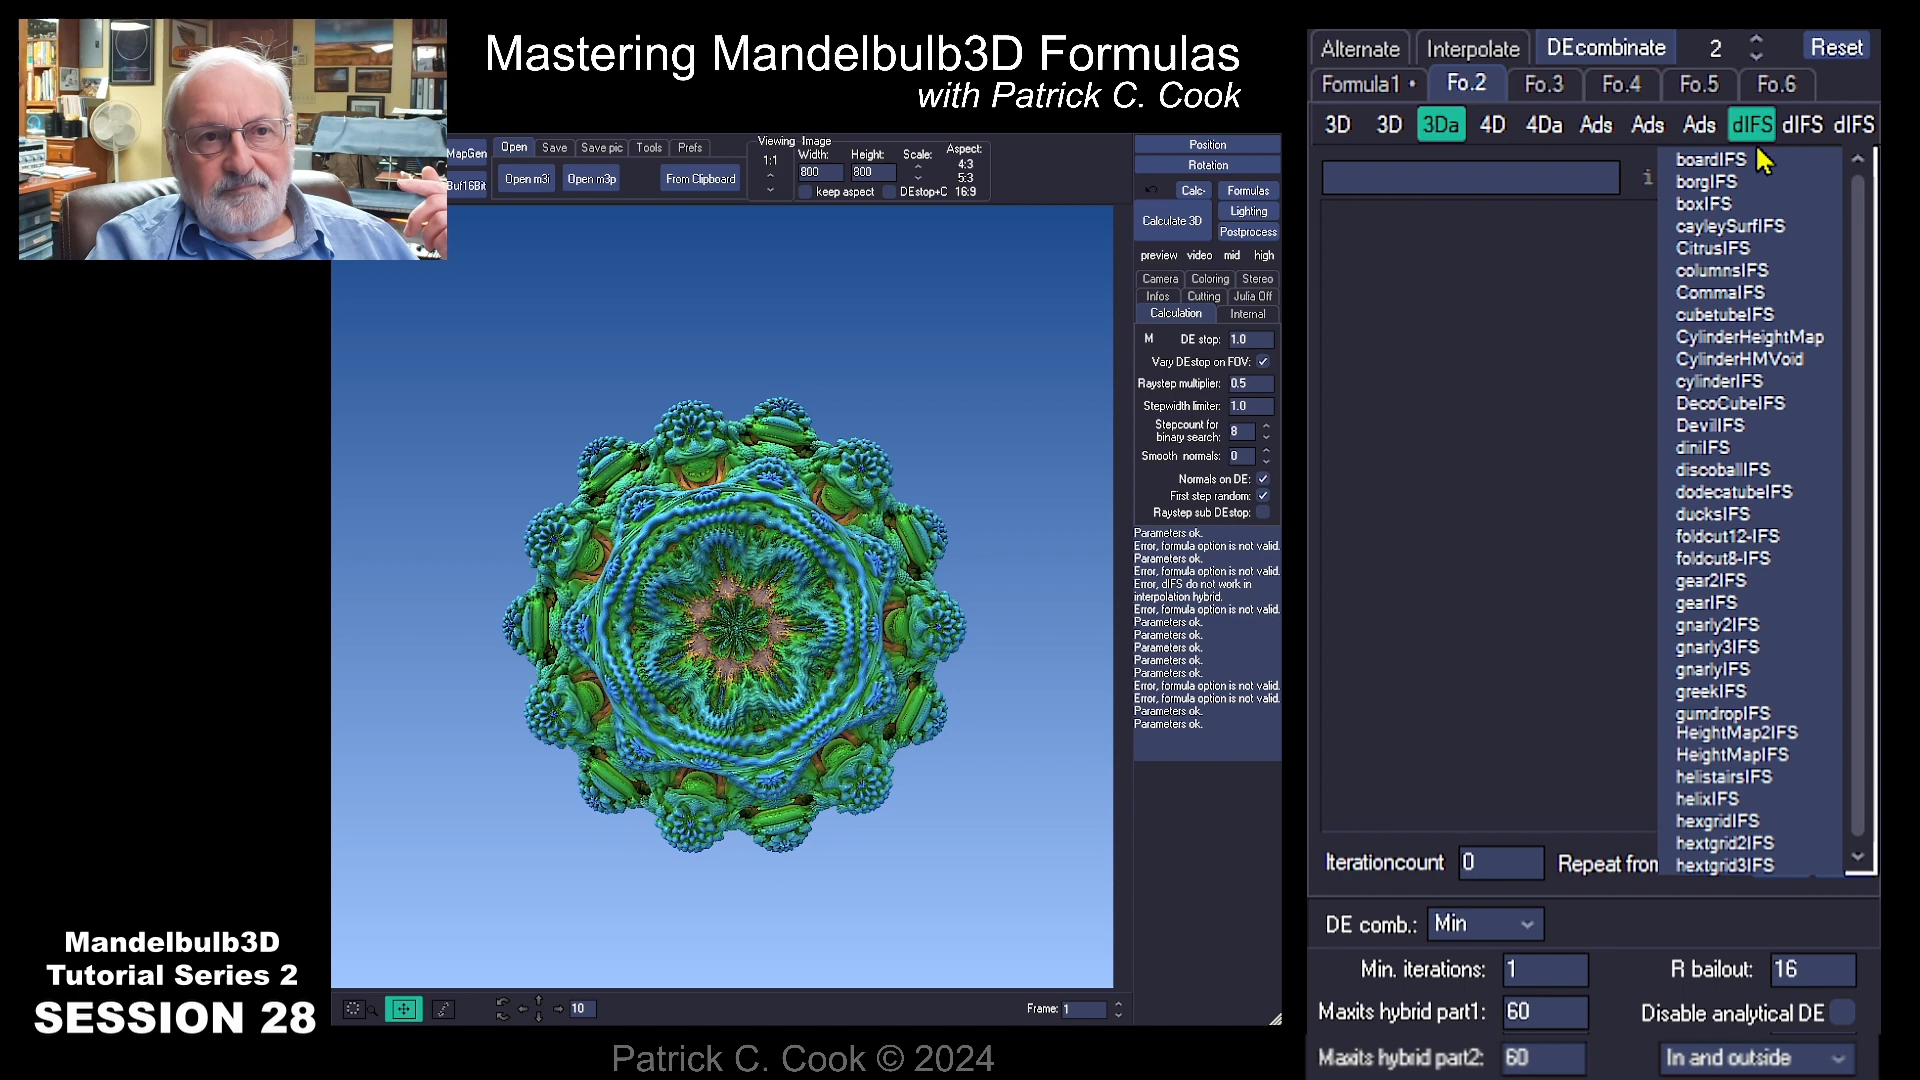 Mastering Mandelbulb3D Formulas
with Patrick C. Cook
MapGen
Buf16Bit
Open Save Save pic Tools Prefs
Open m3i Open m3p From Clipboard
Viewing
1:1
Image
Width: Height: Scale: Aspect:
800 800
4:3
5:3
16:9
keep aspect DEstop+C
Position
Rotation
Calc- Formulas
Calculate 3D Lighting
Postprocess
preview video mid high
Camera Coloring Stereo
Infos Cutting Julia Off
Calculation Internal
M DE stop: 1.0
Vary DEstop on FOV:
Raystep multiplier: 0.5
Stepwidth limiter: 1.0
Stepcount for
binary search: 8
Smooth normals: 0
Normals on DE:
First step random:
Raystep sub DEstop:
Parameters ok.
Error, formula option is not valid.
Parameters ok.
Error, formula option is not valid.
Error, dIFS do not work in
interpolation hybrid.
Error, formula option is not valid.
Parameters ok.
Parameters ok.
Parameters ok.
Parameters ok.
Parameters ok.
Error, formula option is not valid.
Error, formula option is not valid.
Parameters ok.
Parameters ok.
10
Frame: 1
Alternate Interpolate DEcombinate 2 Reset
Formula1 • Fo.2 Fo.3 Fo.4 Fo.5 Fo.6
3D 3D 3Da 4D 4Da Ads Ads Ads dIFS dIFS dIFS
i
boardIFS
borgIFS
boxIFS
cayleySurfIFS
CitrusIFS
columnsIFS
CommaIFS
cubetubeIFS
CylinderHeightMap
CylinderHMVoid
cylinderIFS
DecoCubeIFS
DevilIFS
diniIFS
discoballIFS
dodecatubeIFS
ducksIFS
foldcut12-IFS
foldcut8-IFS
gear2IFS
gearIFS
gnarly2IFS
gnarly3IFS
gnarlyIFS
greekIFS
gumdropIFS
HeightMap2IFS
HeightMapIFS
helistairsIFS
helixIFS
hexgridIFS
hextgrid2IFS
hextgrid3IFS
Iterationcount 0 Repeat from
DE comb.: Min
Min. iterations: 1 R bailout: 16
Maxits hybrid part1: 60 Disable analytical DE
Maxits hybrid part2: 60 In and outside
Mandelbulb3D
Tutorial Series 2
SESSION 28
Patrick C. Cook © 2024